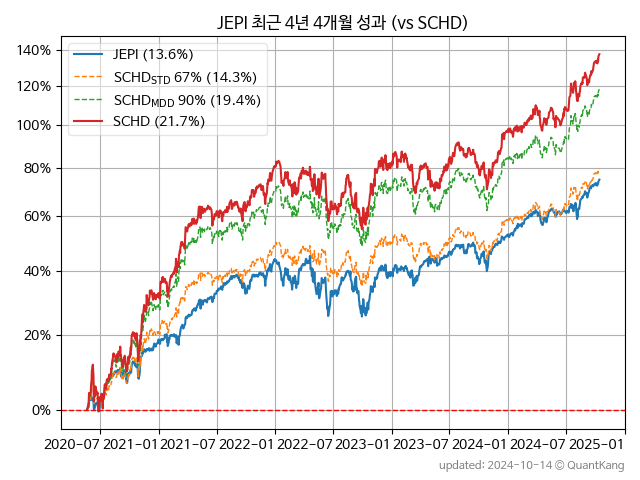 JEPI 최근 4년 4개월 성과 (vs SCHD)
140%
120%
100%
80%
60%
40%
20%
0%
JEPI (13.6%)
SCHD_STD 67% (14.3%)
SCHD_MDD 90% (19.4%)
SCHD (21.7%)
2020-07 2021-01 2021-07 2022-01 2022-07 2023-01 2023-07 2024-01 2024-07 2025-01
updated: 2024-10-14 © QuantKang